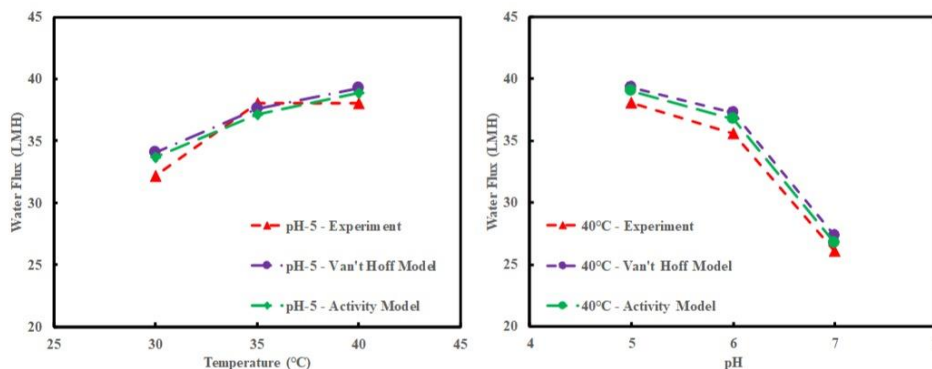 45
40
35
30
25
20
Water Flux (LMH)
pH-5 - Experiment
pH-5 - Van't Hoff Model
pH-5 - Activity Model
25 30 35 40 45
Temperature (°C)
45
40
35
30
25
20
Water Flux (LMH)
40°C - Experiment
40°C - Van't Hoff Model
40°C - Activity Model
4 5 6 7
pH